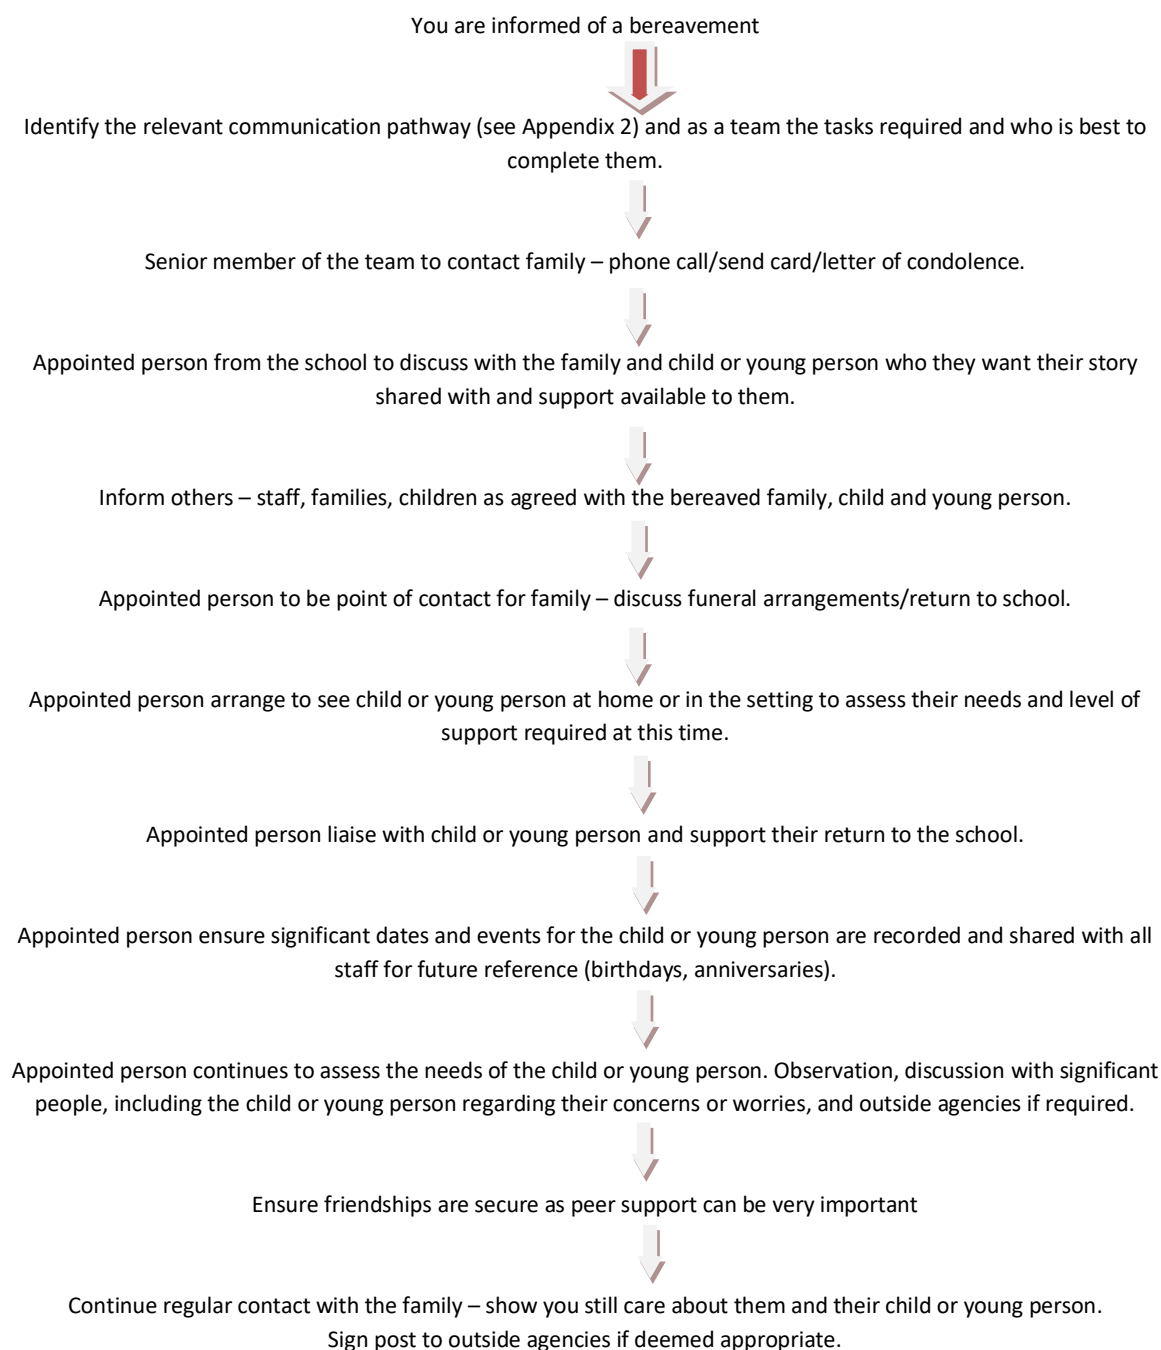 You are informed of a bereavement
Identify the relevant communication pathway (see Appendix 2) and as a team the tasks required and who is best to
complete them.
Senior member of the team to contact family – phone call/send card/letter of condolence.
Appointed person from the school to discuss with the family and child or young person who they want their story
shared with and support available to them.
Inform others – staff, families, children as agreed with the bereaved family, child and young person.
Appointed person to be point of contact for family – discuss funeral arrangements/return to school.
Appointed person arrange to see child or young person at home or in the setting to assess their needs and level of
support required at this time.
Appointed person liaise with child or young person and support their return to the school.
Appointed person ensure significant dates and events for the child or young person are recorded and shared with all
staff for future reference (birthdays, anniversaries).
Appointed person continues to assess the needs of the child or young person. Observation, discussion with significant
people, including the child or young person regarding their concerns or worries, and outside agencies if required.
Ensure friendships are secure as peer support can be very important
Continue regular contact with the family – show you still care about them and their child or young person.
Sign post to outside agencies if deemed appropriate.